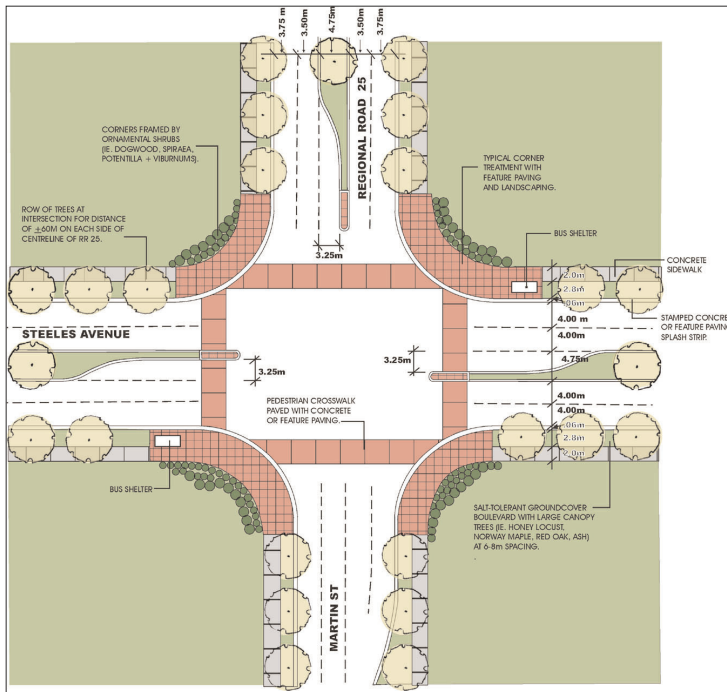 3.75 m
3.50m
4.75m
3.50m
3.75m
REGIONAL ROAD 25
CORNERS FRAMED BY
ORNAMENTAL SHRUBS
(IE. DOGWOOD, SPIRAEA,
POTENTILLA + VIBURNUMS).
TYPICAL CORNER
TREATMENT WITH
FEATURE PAVING
AND LANDSCAPING.
ROW OF TREES AT
INTERSECTION FOR DISTANCE
OF ±60M ON EACH SIDE OF
CENTRELINE OF RR 25.
BUS SHELTER
3.25m
CONCRETE
SIDEWALK
2.0m
2.8m
.06m
4.00 m
4.00m
STAMPED CONCRE
OR FEATURE PAVING
SPLASH STRIP.
STEELES AVENUE
3.25m
3.25m
4.75m
4.00m
4.00m
.06m
2.8m
2.0m
PEDESTRIAN CROSSWALK
PAVED WITH CONCRETE
OR FEATURE PAVING.
BUS SHELTER
SALT-TOLERANT GROUNDCOVER
BOULEVARD WITH LARGE CANOPY
TREES (IE. HONEY LOCUST,
NORWAY MAPLE, RED OAK, ASH)
AT 6-8m SPACING.
MARTIN ST